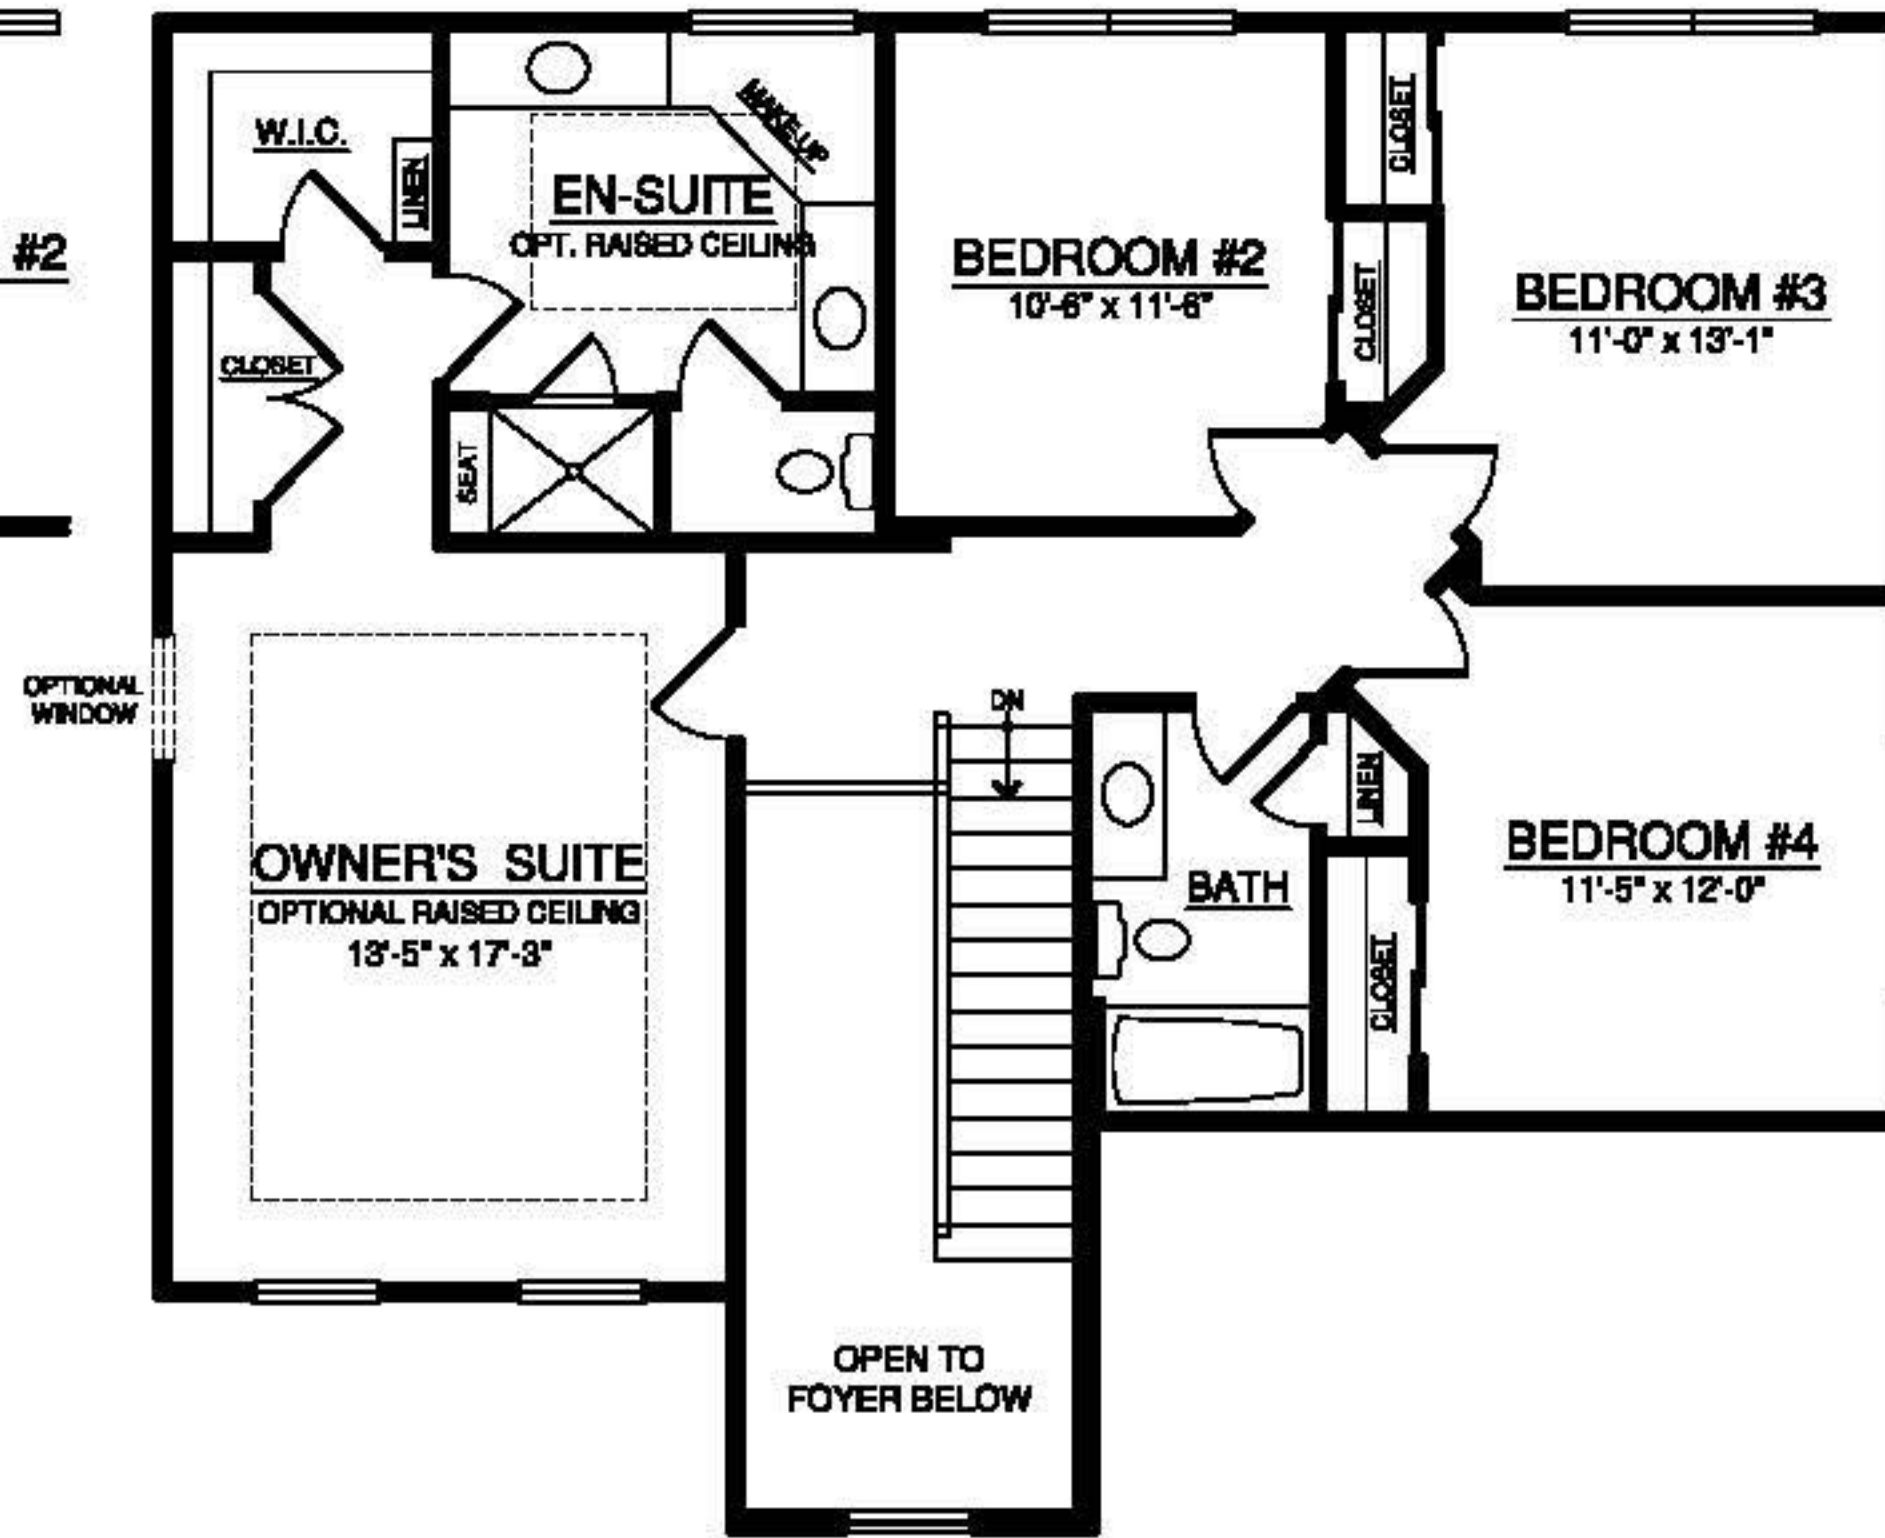 #2
W.I.C.
LINEN
MAKE-UP
EN-SUITE
OPT. RAISED CEILING
CLOSET
SEAT
BEDROOM #2
10'-6" x 11'-6"
CLOSET
CLOSET
BEDROOM #3
11'-0" x 13'-1"
OPTIONAL
WINDOW
OWNER'S SUITE
OPTIONAL RAISED CEILING
13'-5" x 17'-3"
DN
LINEN
BATH
CLOSET
BEDROOM #4
11'-5" x 12'-0"
OPEN TO
FOYER BELOW